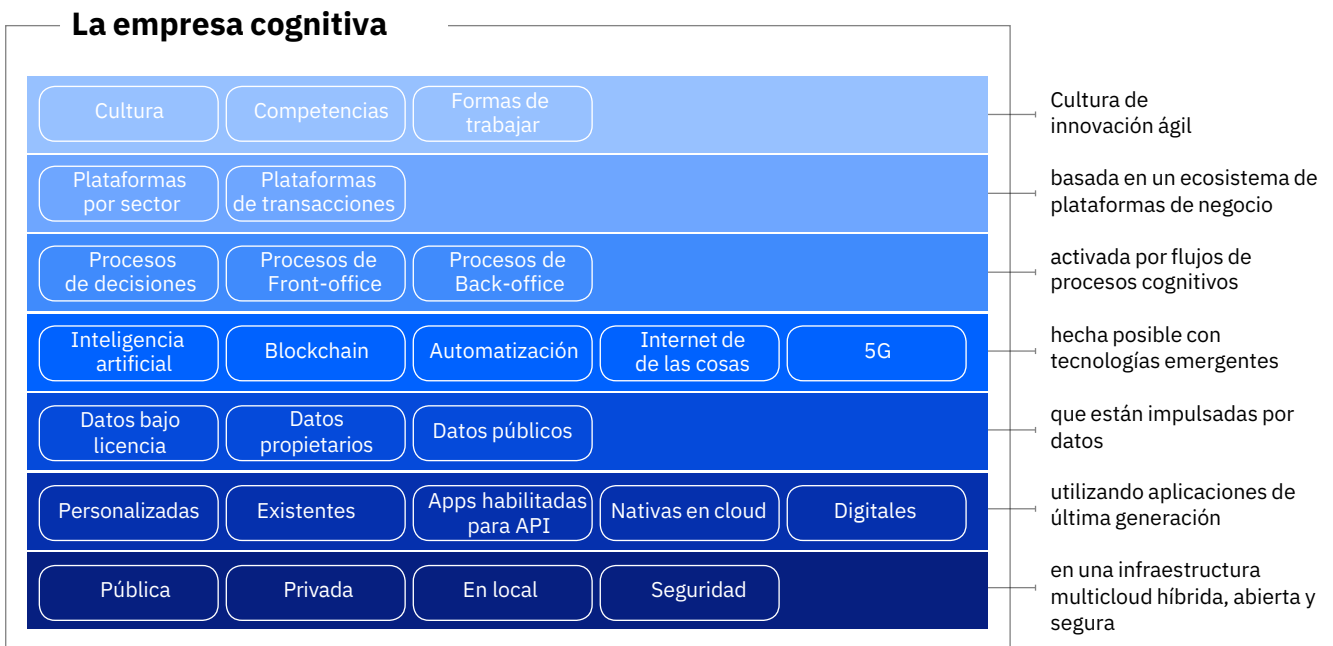 La empresa cognitiva
Cultura
Competencias
Formas de
trabajar
Cultura de
innovación ágil
Plataformas
por sector
Plataformas
de transacciones
basada en un ecosistema de
plataformas de negocio
Procesos
de decisiones
Procesos de
Front-office
Procesos de
Back-office
activada por flujos de
procesos cognitivos
Inteligencia
artificial
Blockchain
Automatización
Internet de
de las cosas
5G
hecha posible con
tecnologías emergentes
Datos bajo
licencia
Datos
propietarios
Datos públicos
que están impulsadas por
datos
Personalizadas
Existentes
Apps habilitadas
para API
Nativas en cloud
Digitales
utilizando aplicaciones de
última generación
Pública
Privada
En local
Seguridad
en una infraestructura
multicloud híbrida, abierta y
segura